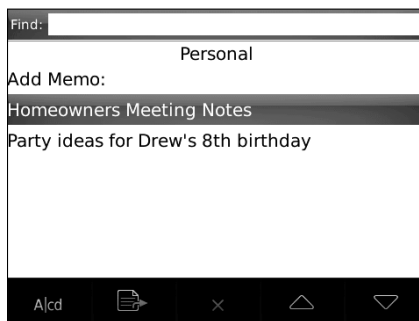 Find:
Personal
Add Memo:
Homeowners Meeting Notes
Party ideas for Drew's 8th birthday
A|cd